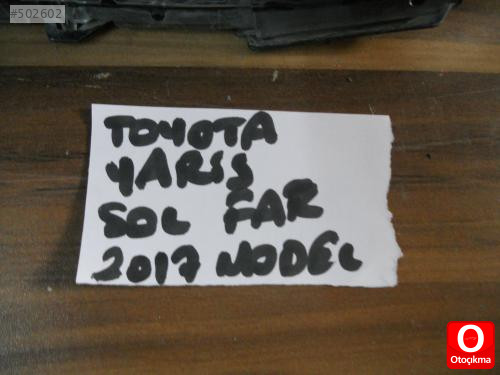 #502602
TOYOTA
YARIS
SOL FAR
2017 MODEL
O
Otoçıkma